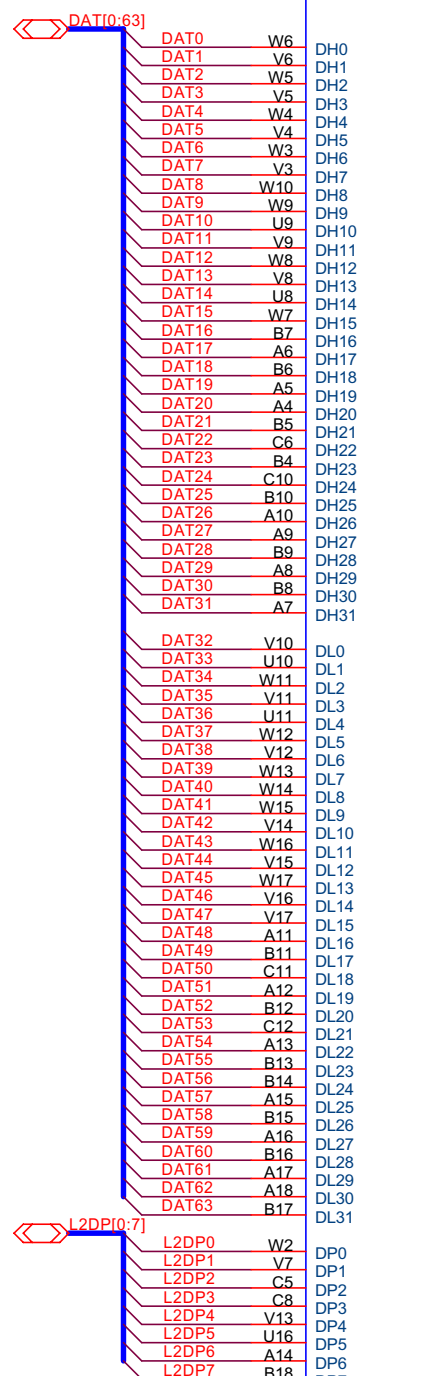 DAT[0:63]
DAT0 W6 DH0
DAT1 V6 DH1
DAT2 W5 DH2
DAT3 V5 DH3
DAT4 W4 DH4
DAT5 V4 DH5
DAT6 W3 DH6
DAT7 V3 DH7
DAT8 W10 DH8
DAT9 W9 DH9
DAT10 U9 DH10
DAT11 V9 DH11
DAT12 W8 DH12
DAT13 V8 DH13
DAT14 U8 DH14
DAT15 W7 DH15
DAT16 B7 DH16
DAT17 A6 DH17
DAT18 B6 DH18
DAT19 A5 DH19
DAT20 A4 DH20
DAT21 B5 DH21
DAT22 C6 DH22
DAT23 B4 DH23
DAT24 C10 DH24
DAT25 B10 DH25
DAT26 A10 DH26
DAT27 A9 DH27
DAT28 B9 DH28
DAT29 A8 DH29
DAT30 B8 DH30
DAT31 A7 DH31
DAT32 V10 DL0
DAT33 U10 DL1
DAT34 W11 DL2
DAT35 V11 DL3
DAT36 U11 DL4
DAT37 W12 DL5
DAT38 V12 DL6
DAT39 W13 DL7
DAT40 W14 DL8
DAT41 W15 DL9
DAT42 V14 DL10
DAT43 W16 DL11
DAT44 V15 DL12
DAT45 W17 DL13
DAT46 V16 DL14
DAT47 V17 DL15
DAT48 A11 DL16
DAT49 B11 DL17
DAT50 C11 DL18
DAT51 A12 DL19
DAT52 B12 DL20
DAT53 C12 DL21
DAT54 A13 DL22
DAT55 B13 DL23
DAT56 B14 DL24
DAT57 A15 DL25
DAT58 B15 DL26
DAT59 A16 DL27
DAT60 B16 DL28
DAT61 A17 DL29
DAT62 A18 DL30
DAT63 B17 DL31
L2DP[0:7]
L2DP0 W2 DP0
L2DP1 V7 DP1
L2DP2 C5 DP2
L2DP3 C8 DP3
L2DP4 V13 DP4
L2DP5 U16 DP5
L2DP6 A14 DP6
L2DP7 B18